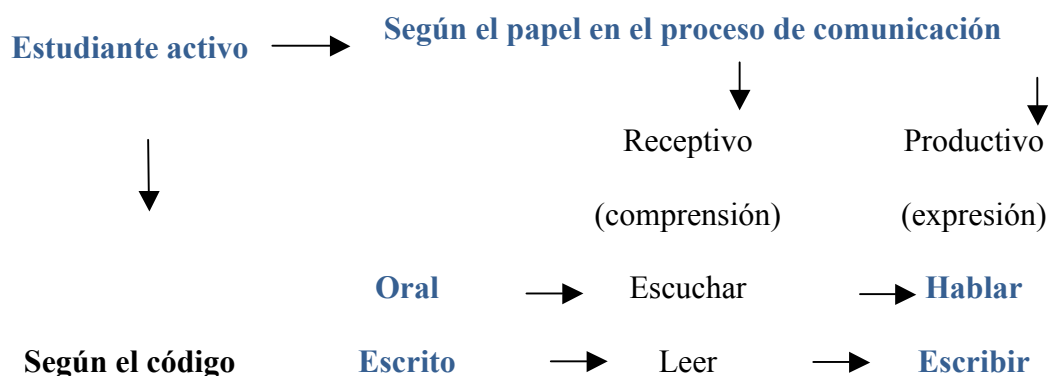 Estudiante activo
Según el papel en el proceso de comunicación
Receptivo Productivo
(comprensión) (expresión)
Oral Escuchar Hablar
Según el código Escrito Leer Escribir